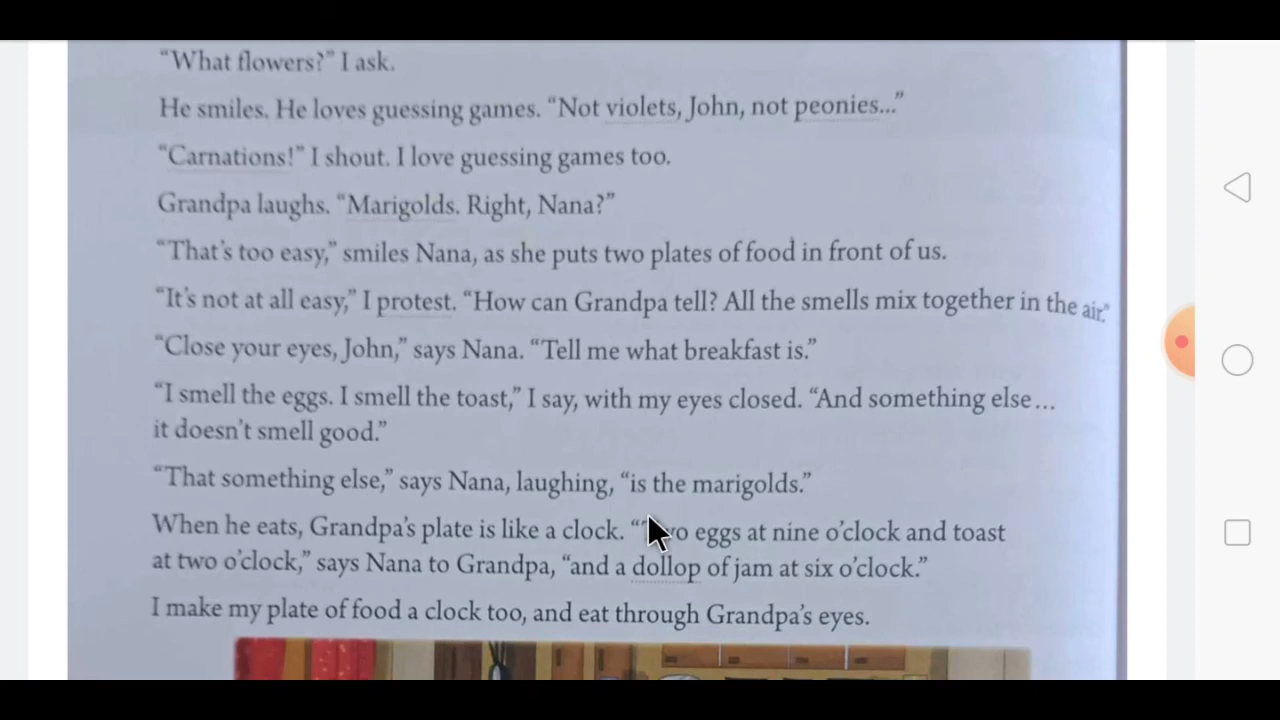 “What flowers?” I ask.
He smiles. He loves guessing games. “Not violets, John, not peonies...”
“Carnations!” I shout. I love guessing games too.
Grandpa laughs. “Marigolds. Right, Nana?”
“That’s too easy,” smiles Nana, as she puts two plates of food in front of us.
“It’s not at all easy,” I protest. “How can Grandpa tell? All the smells mix together in the air.”
“Close your eyes, John,” says Nana. “Tell me what breakfast is.”
“I smell the eggs. I smell the toast,” I say, with my eyes closed. “And something else...
it doesn’t smell good.”
“That something else,” says Nana, laughing, “is the marigolds.”
When he eats, Grandpa’s plate is like a clock. “Two eggs at nine o’clock and toast
at two o’clock,” says Nana to Grandpa, “and a dollop of jam at six o’clock.”
I make my plate of food a clock too, and eat through Grandpa’s eyes.